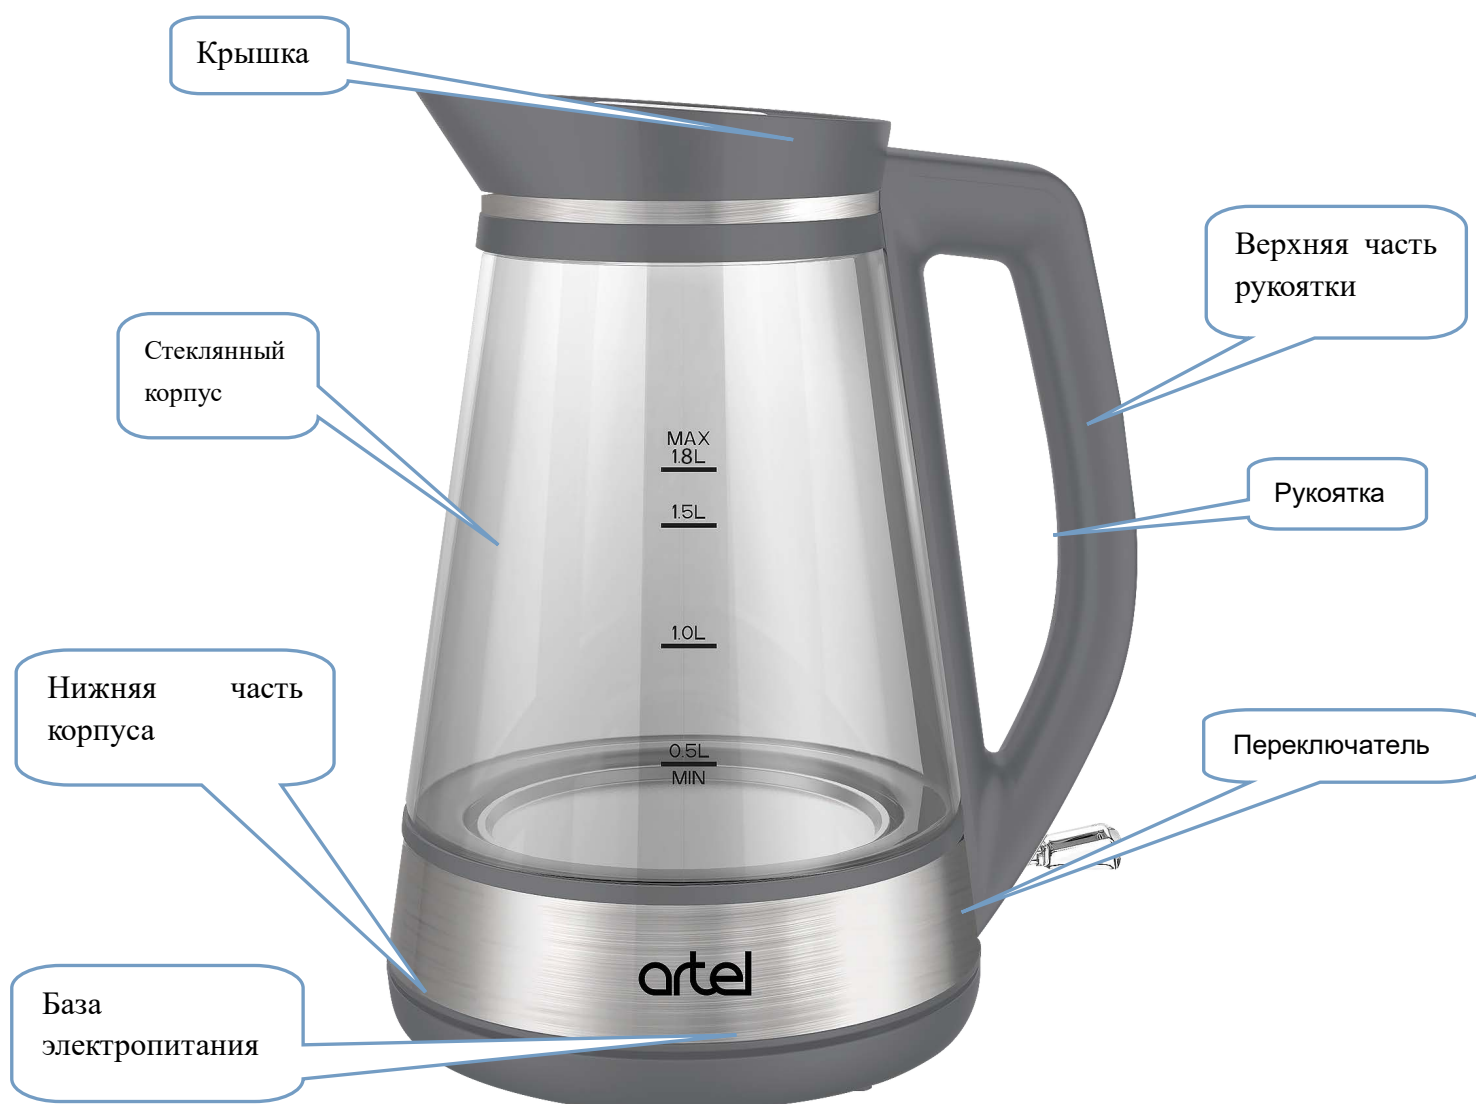 Крышка
Верхняя часть
рукоятки
Стеклянный
корпус
MAX
1.8L
Рукоятка
1.5L
1.0L
Нижняя часть
корпуса
Переключатель
0.5L
MIN
artel
База
электропитания